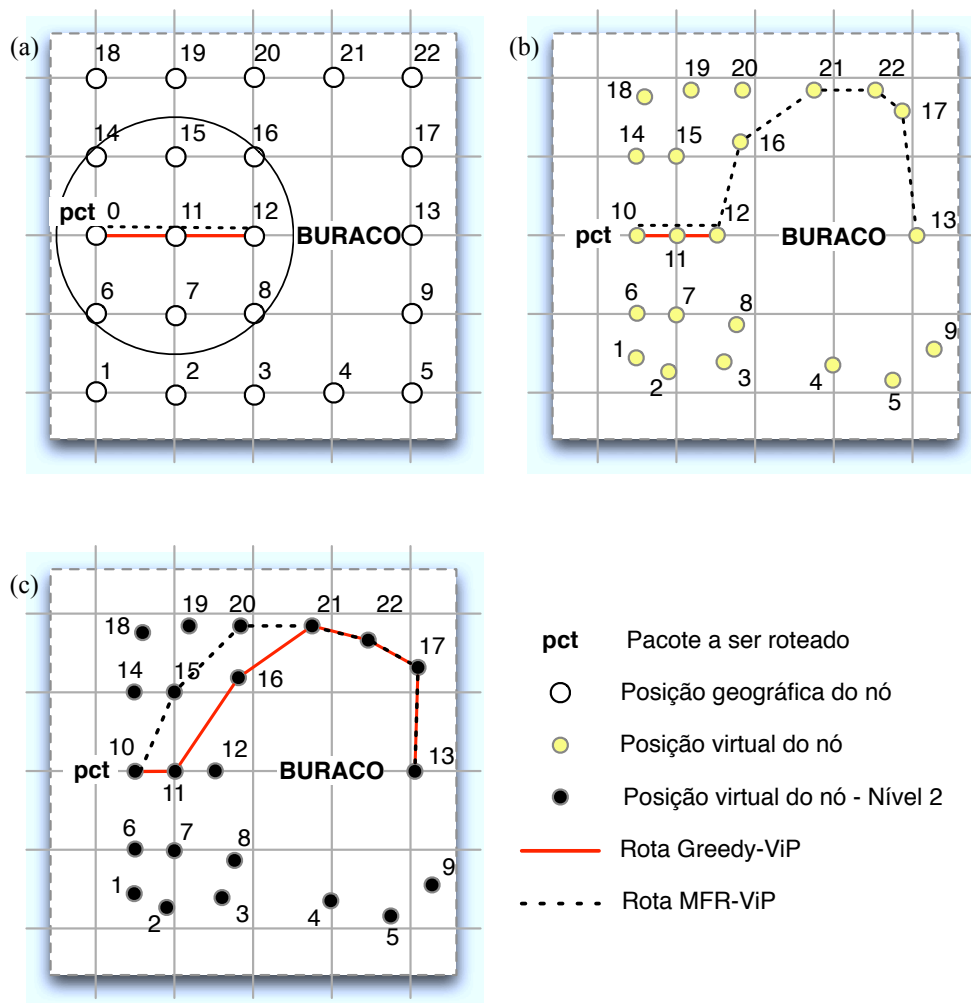 (a)
18 19 20 21 22
14 15 16 17
pct 0 11 12 BURACO 13
6 7 8 9
1 2 3 4 5
(b)
18 19 20 21 22
14 15 16 17
10 12 13
pct BURACO
11
6 7 8 9
1 2 3 4 5
(c)
18 19 20 21 22
14 15 16 17
10 12 13
pct BURACO
11
6 7 8 9
1 2 3 4 5
pct Pacote a ser roteado
Posição geográfica do nó
Posição virtual do nó
Posição virtual do nó - Nível 2
Rota Greedy-ViP
Rota MFR-ViP